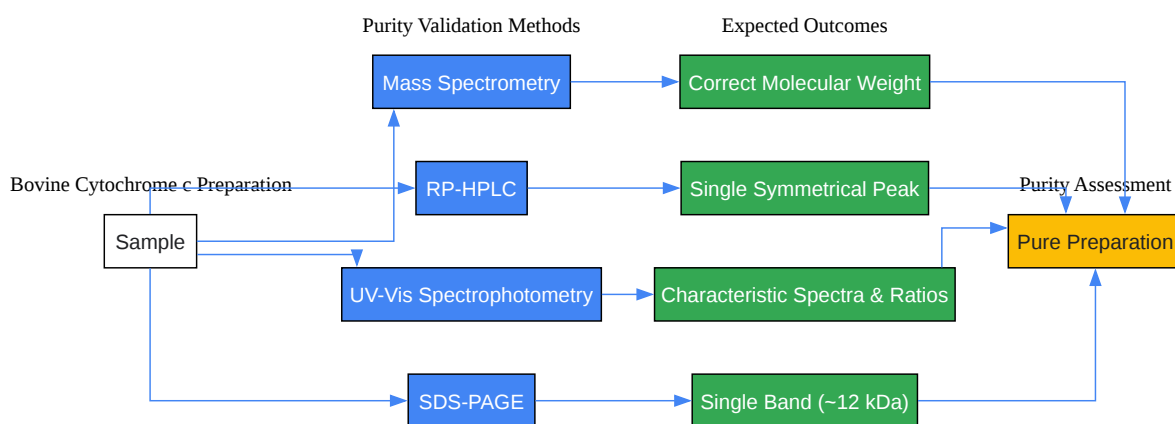 Purity Validation Methods
Expected Outcomes
Mass Spectrometry
Correct Molecular Weight
Bovine Cytochrome c Preparation
RP-HPLC
Single Symmetrical Peak
Purity Assessment
Sample
Pure Preparation
UV-Vis Spectrophotometry
Characteristic Spectra & Ratios
SDS-PAGE
Single Band (~12 kDa)